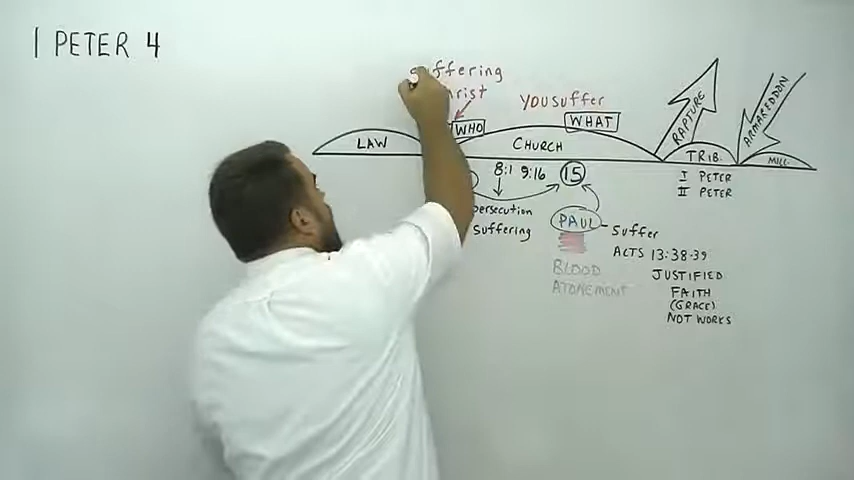 1 PETER 4
suffering
YOU suffer
WHO
WHAT
LAW
CHURCH
RAPTURE
TRIB.
ARMAGEDDON
MILL.
8:1 9:16
15
I PETER
II PETER
persecution
suffering
PAUL
suffer
ACTS 13:38-39
BLOOD
ATONEMENT
JUSTIFIED
FAITH
(GRACE)
NOT WORKS